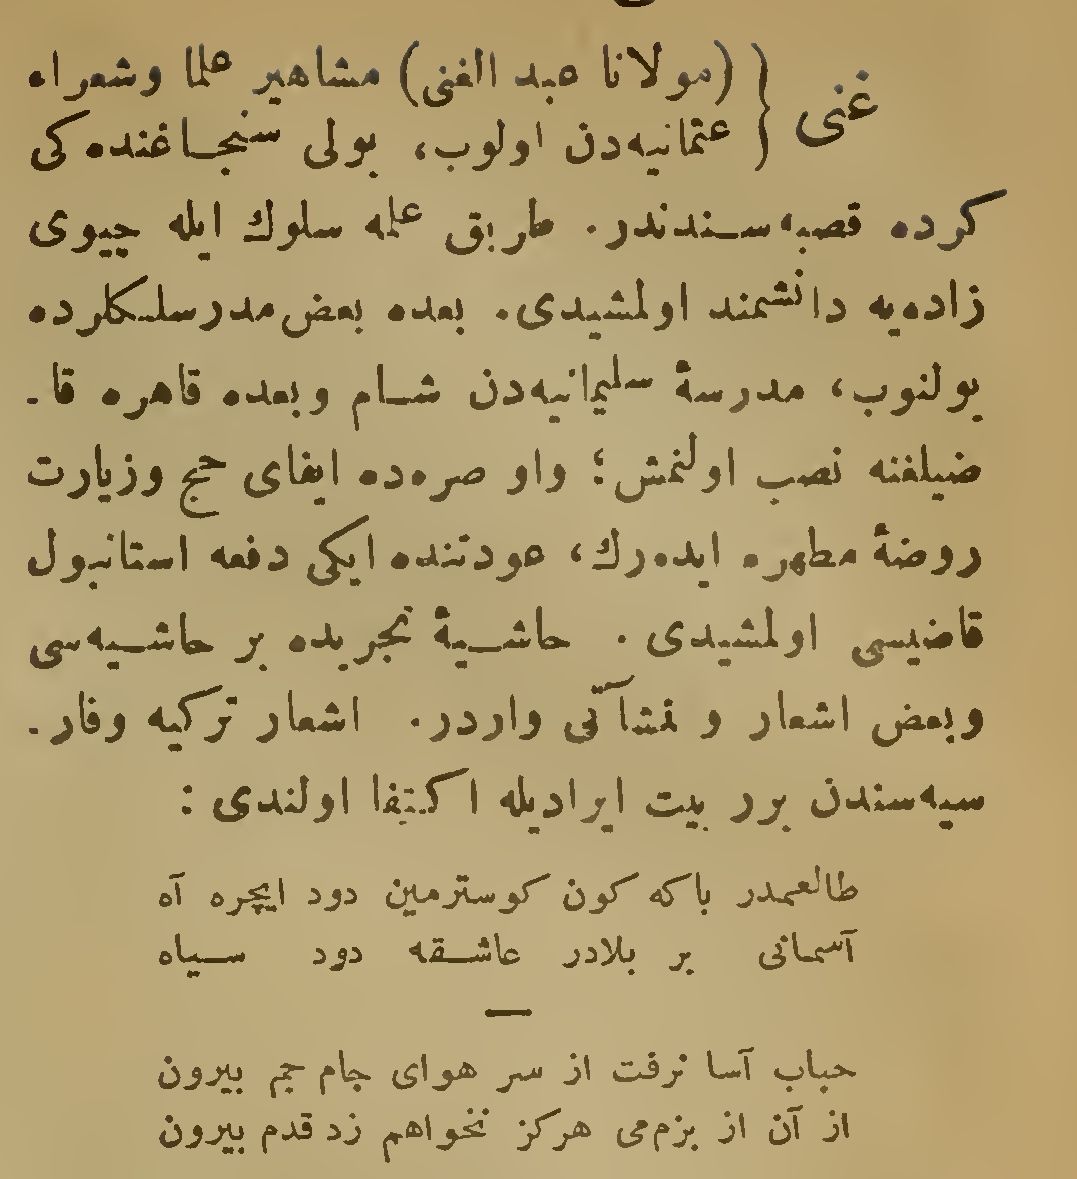 غنی { (مولانا عبد الغنی) مشاهیر علما وشعراء
عثمانیه‌دن اولوب، بولی سنجاغنده کی
کرده قصبه‌سندندر. طریق علمه سلوك ایله چیوی
زاده‌یه دانشمند اولمشیدی. بعده بعض مدرسلکلرده
بولنوب، مدرسهٔ سلیمانیه‌دن شام وبعده قاهره قا-
ضیلغنه نصب اولنمش؛ واو صره‌ده ایفای حج وزیارت
روضهٔ مطهره ایده‌رك، عودتنده ایکی دفعه استانبول
قاضیسی اولمشیدی. حاشیهٔ تجریده بر حاشیه‌سی
وبعض اشعار و منشآتی واردر. اشعار ترکیه وفار-
سیه‌سندن برر بیت ایرادیله اکتفا اولندی :
طالعمدر باکه کون کوسترمین دود ایچره آه
آسمانی بر بلادر عاشقه دود سیاه
حباب آسا نرفت از سر هوای جام جم بیرون
از آن از بزم می هرکز نخواهم زد قدم بیرون